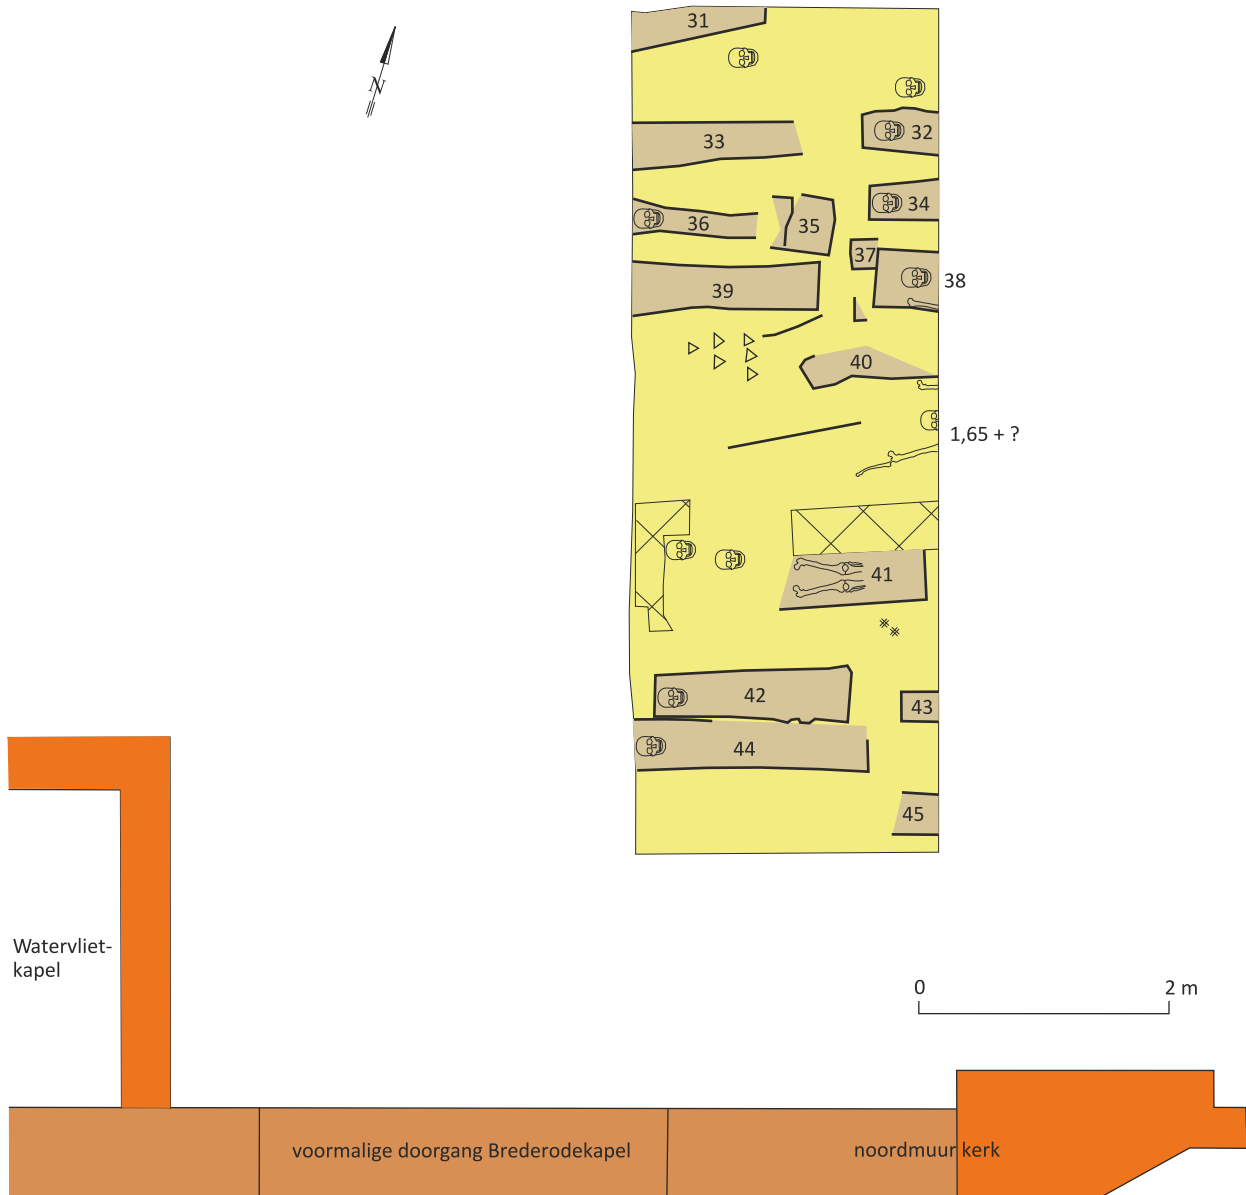 31
N
32
33
34
36
35
37
38
39
40
1,65 + ?
41
42
43
44
45
Watervliet-
kapel
0
2 m
voormalige doorgang Brederodekapel
noordmuur kerk